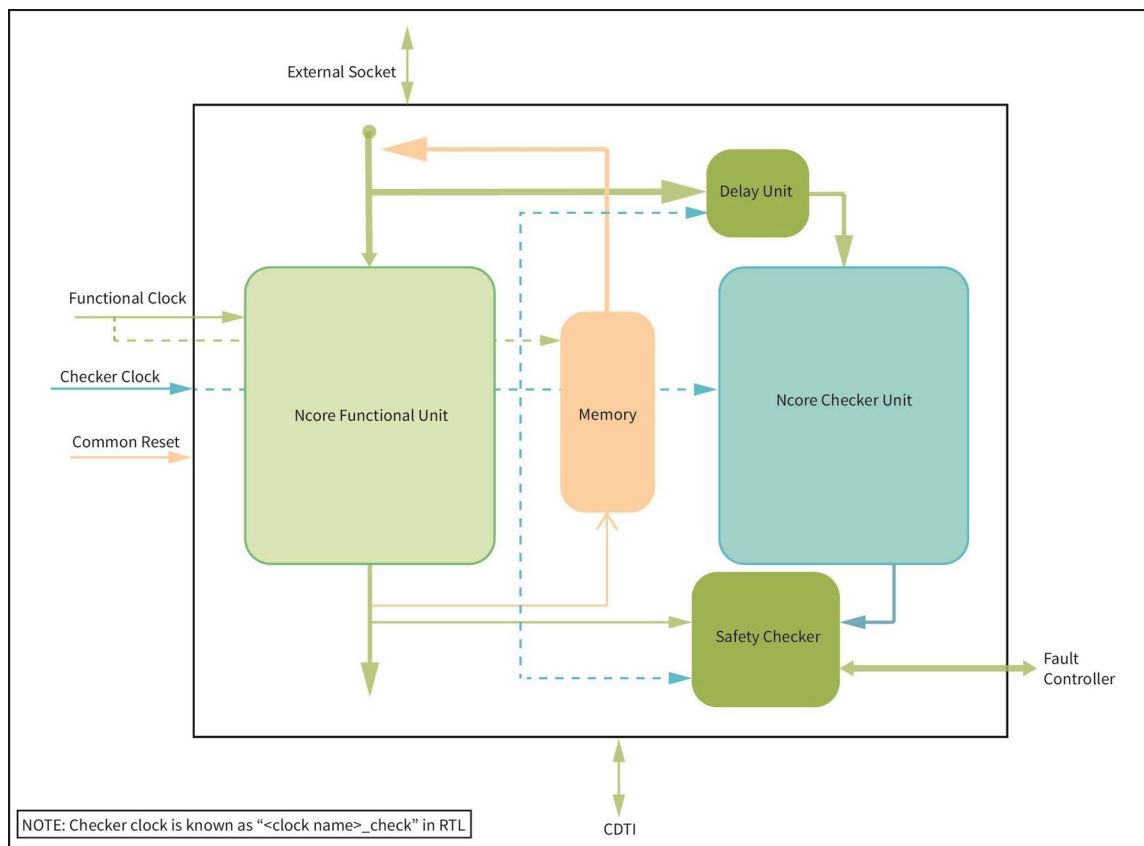 External Socket
Delay Unit
Functional Clock
Checker Clock
Ncore Functional Unit
Memory
Ncore Checker Unit
Common Reset
Safety Checker
Fault
Controller
NOTE: Checker clock is known as “<clock name>_check” in RTL
CDTI